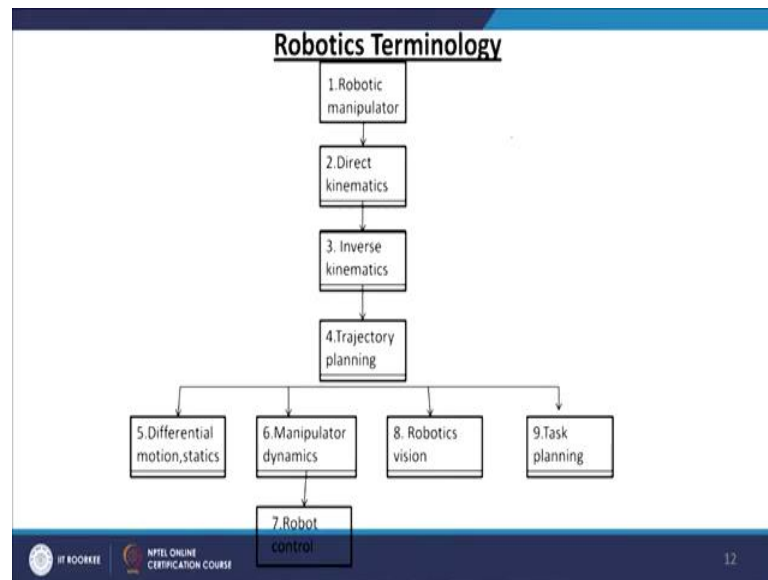 Robotics Terminology
1.Robotic
manipulator
2.Direct
kinematics
3. Inverse
kinematics
4.Trajectory
planning
5.Differential
motion,statics
6.Manipulator
dynamics
8. Robotics
vision
9.Task
planning
7.Robot
control
IIT ROORKEE
NPTEL ONLINE
CERTIFICATION COURSE
12